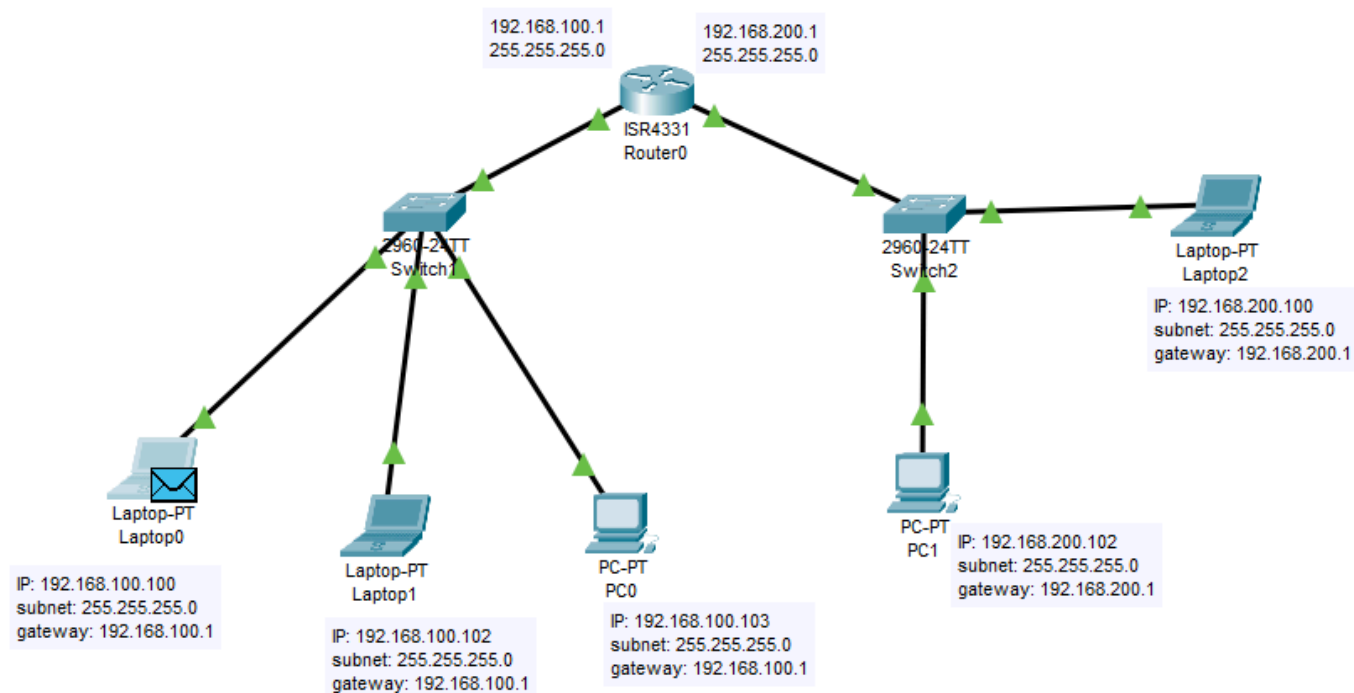 192.168.100.1
255.255.255.0
192.168.200.1
255.255.255.0
ISR4331
Router0
2960-24TT
Switch1
2960-24TT
Switch2
Laptop-PT
Laptop2
IP: 192.168.200.100
subnet: 255.255.255.0
gateway: 192.168.200.1
Laptop-PT
Laptop0
IP: 192.168.100.100
subnet: 255.255.255.0
gateway: 192.168.100.1
Laptop-PT
Laptop1
IP: 192.168.100.102
subnet: 255.255.255.0
gateway: 192.168.100.1
PC-PT
PC0
IP: 192.168.100.103
subnet: 255.255.255.0
gateway: 192.168.100.1
PC-PT
PC1
IP: 192.168.200.102
subnet: 255.255.255.0
gateway: 192.168.200.1